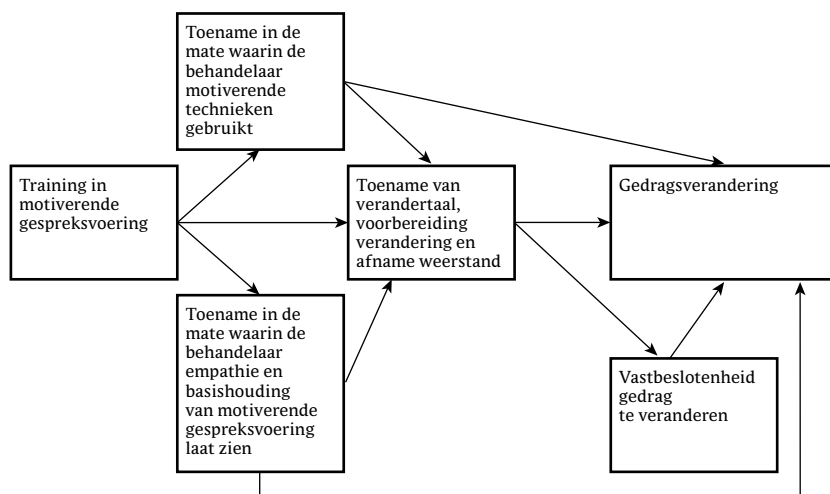 Toename in de
mate waarin de
behandelaar
motiverende
technieken
gebruikt
Training in
motiverende
gespreksvoering
Toename van
verandertaal,
voorbereiding
verandering en
afname weerstand
Gedragsverandering
Toename in de
mate waarin de
behandelaar
empathie en
basishouding
van motiverende
gespreksvoering
laat zien
Vastbeslotenheid
gedrag
te veranderen